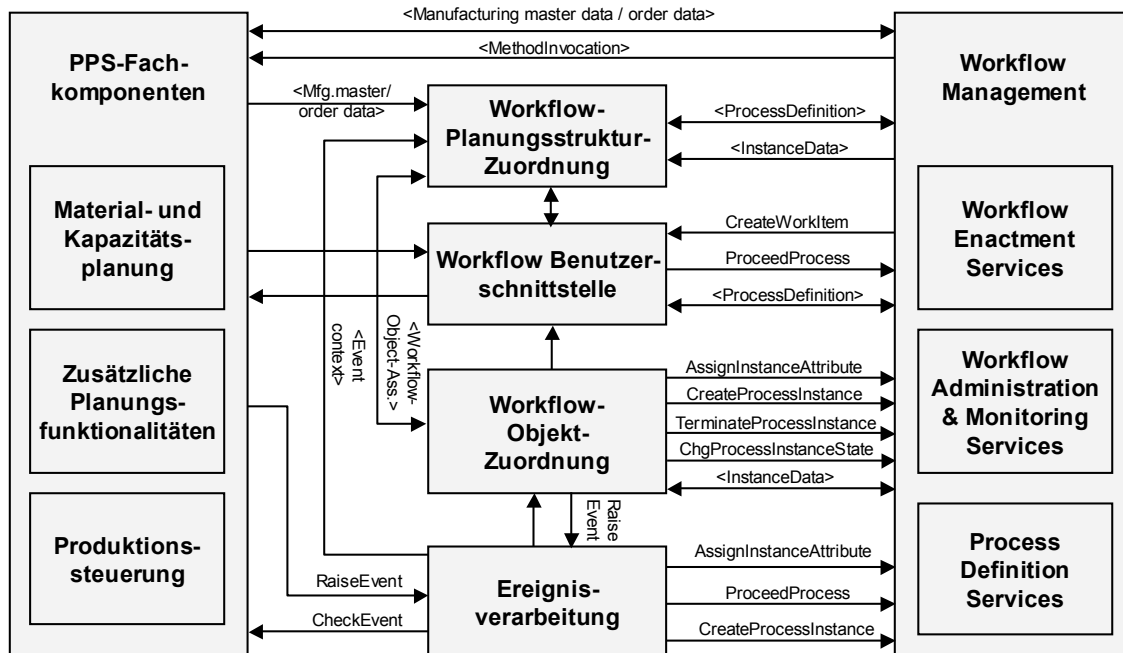 <Manufacturing master data / order data>
<MethodInvocation>
PPS-Fach-
komponenten
Material- und
Kapazitäts-
planung
Zusätzliche
Planungs-
funktionalitäten
Produktions-
steuerung
<Mfg.master/
order data>
Workflow-
Planungsstruktur-
Zuordnung
<ProcessDefinition>
<InstanceData>
Workflow Benutzer-
schnittstelle
CreateWorkItem
ProceedProcess
<ProcessDefinition>
<Event
context>
<Workflow-
Object-Ass.>
Workflow-
Objekt-
Zuordnung
AssignInstanceAttribute
CreateProcessInstance
TerminateProcessInstance
ChgProcessInstanceState
<InstanceData>
Raise
Event
RaiseEvent
CheckEvent
Ereignis-
verarbeitung
AssignInstanceAttribute
ProceedProcess
CreateProcessInstance
Workflow
Management
Workflow
Enactment
Services
Workflow
Administration
& Monitoring
Services
Process
Definition
Services